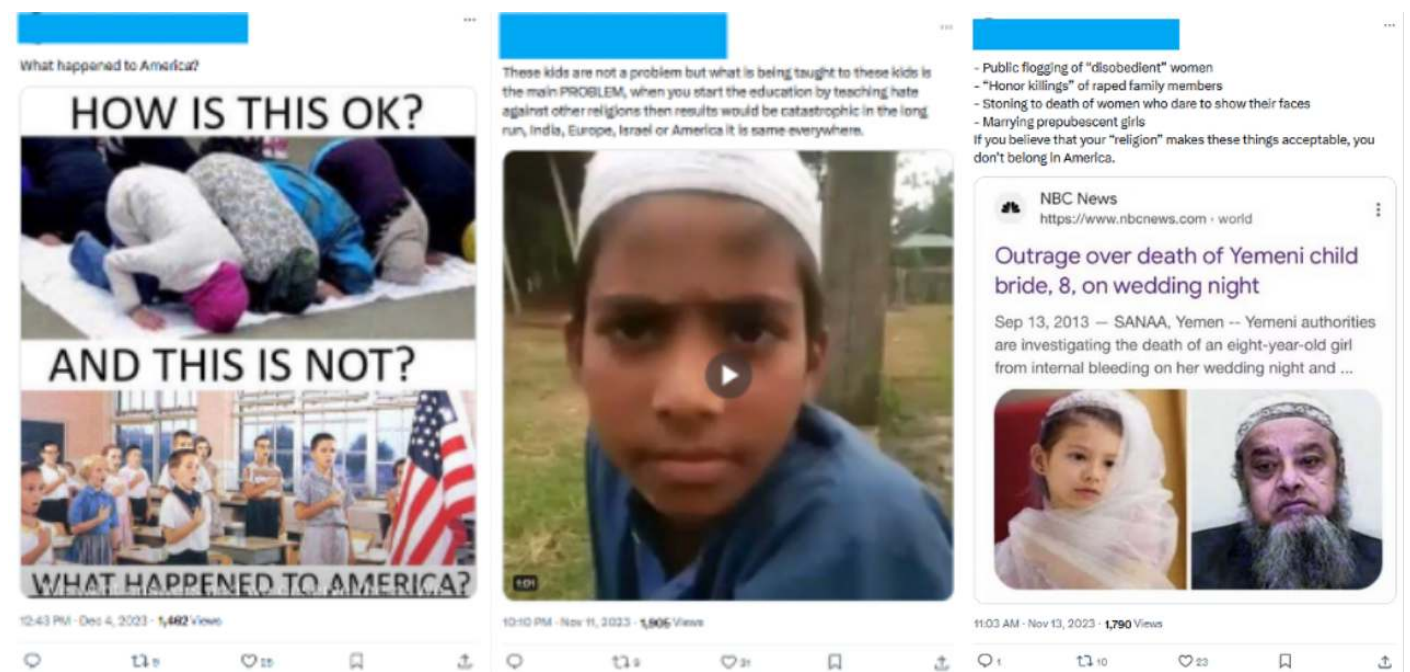 What happened to America?
HOW IS THIS OK?
AND THIS IS NOT?
WHAT HAPPENED TO AMERICA?
12:43 PM · Dec 4, 2023 · 1,462 Views
These kids are not a problem but what is being taught to these kids is
the main PROBLEM, when you start the education by teaching hate
against other religions then results would be catastrophic in the long
run, India, Europe, Israel or America it is same everywhere.
1:01
10:10 PM · Nov 11, 2023 · 1,905 Views
9
31
- Public flogging of “disobedient” women
- “Honor killings” of raped family members
- Stoning to death of women who dare to show their faces
- Marrying prepubescent girls
If you believe that your “religion” makes these things acceptable, you
don’t belong in America.
NBC News
https://www.nbcnews.com › world
Outrage over death of Yemeni child
bride, 8, on wedding night
Sep 13, 2013 — SANAA, Yemen -- Yemeni authorities
are investigating the death of an eight-year-old girl
from internal bleeding on her wedding night and ...
11:03 AM · Nov 13, 2023 · 1,790 Views
1
10
23